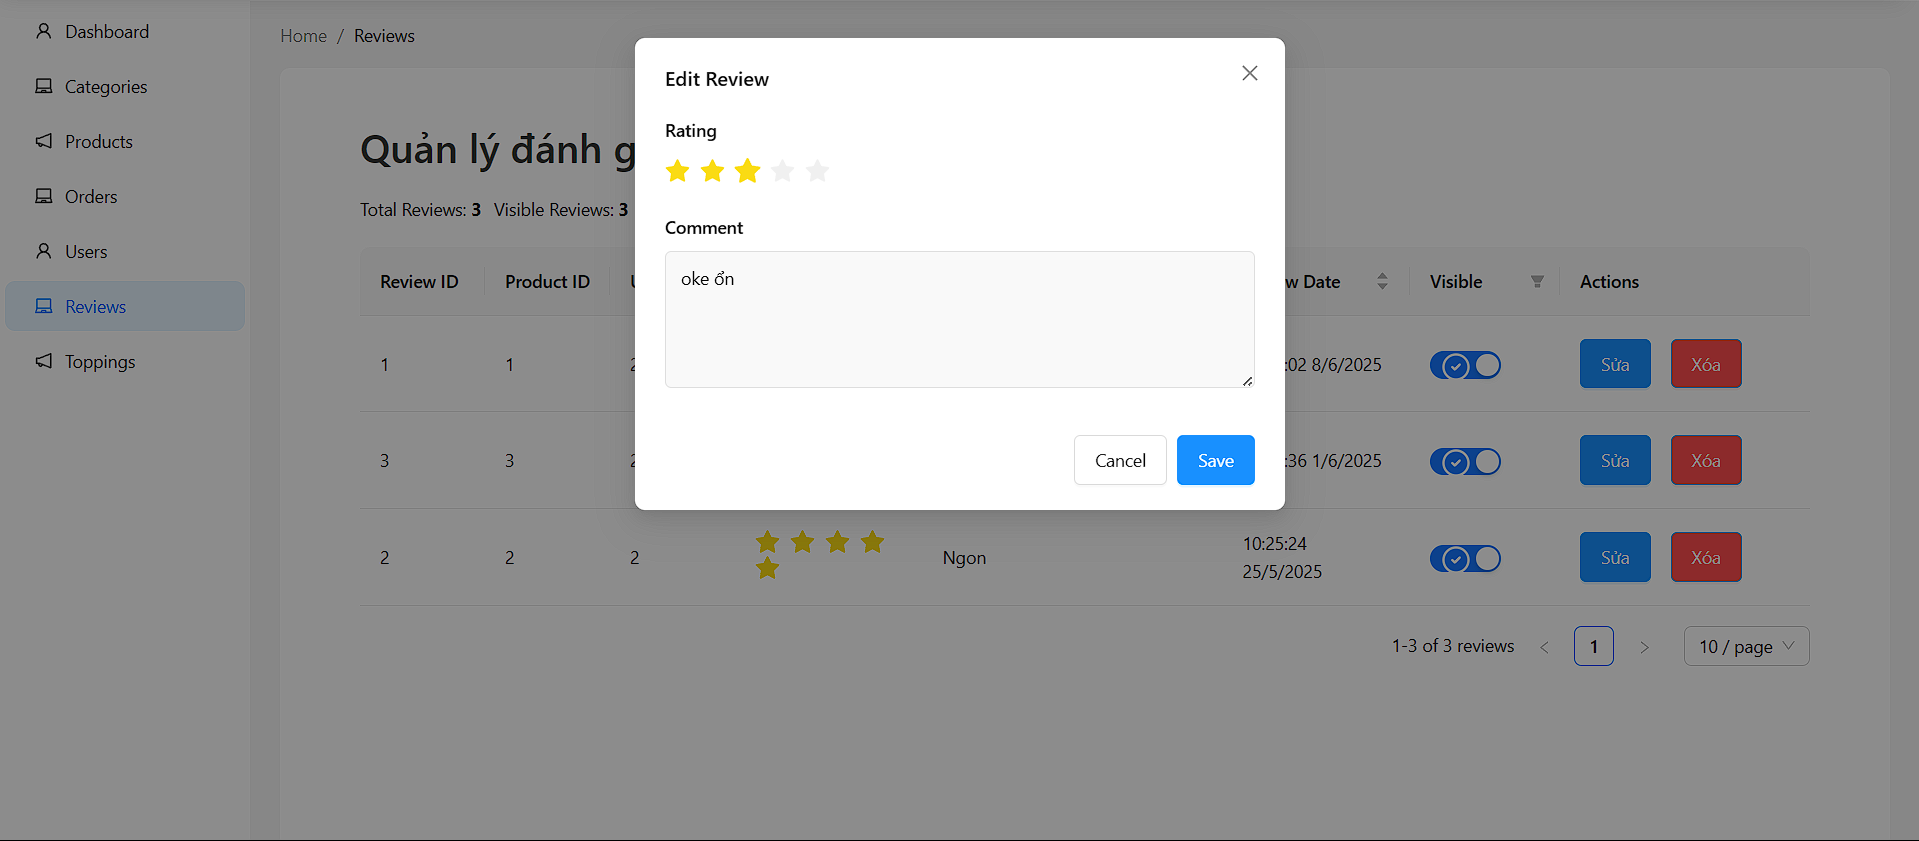 Dashboard
Categories
Products
Orders
Users
Reviews
Toppings
Home / Reviews
Quản lý đánh
Total Reviews: 3 Visible Reviews: 3
Review ID Product ID Date Visible Actions
1 1 :02 8/6/2025 Sửa Xóa
3 3 :36 1/6/2025 Sửa Xóa
2 2 2 Ngon 10:25:24
25/5/2025 Sửa Xóa
1-3 of 3 reviews < 1 > 10 / page
Edit Review
Rating
Comment
oke ổn
Cancel Save